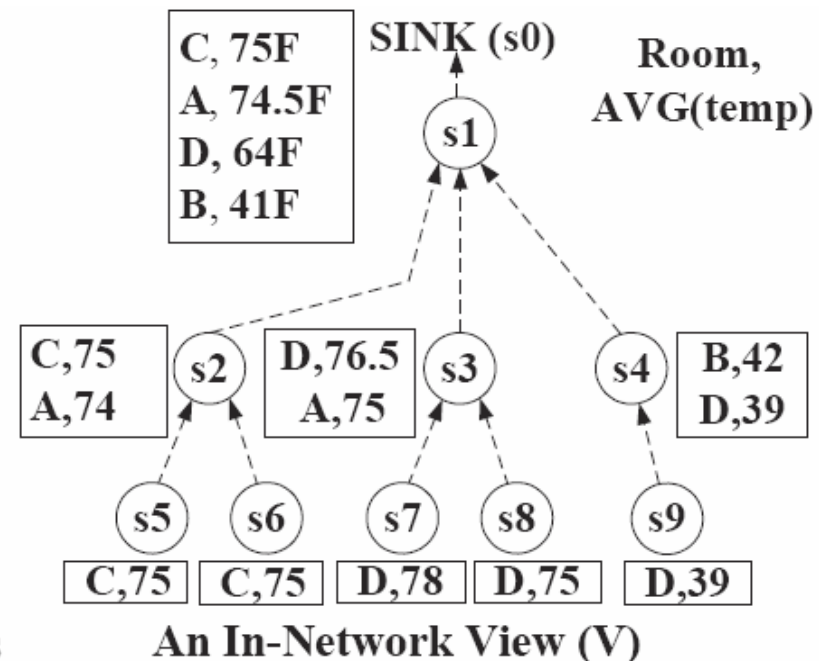 SINK (s0)
Room,
AVG(temp)
C, 75F
A, 74.5F
D, 64F
B, 41F
s1
C,75
A,74
s2
D,76.5
A,75
s3
s4
B,42
D,39
s5
s6
s7
s8
s9
C,75
C,75
D,78
D,75
D,39
An In-Network View (V)